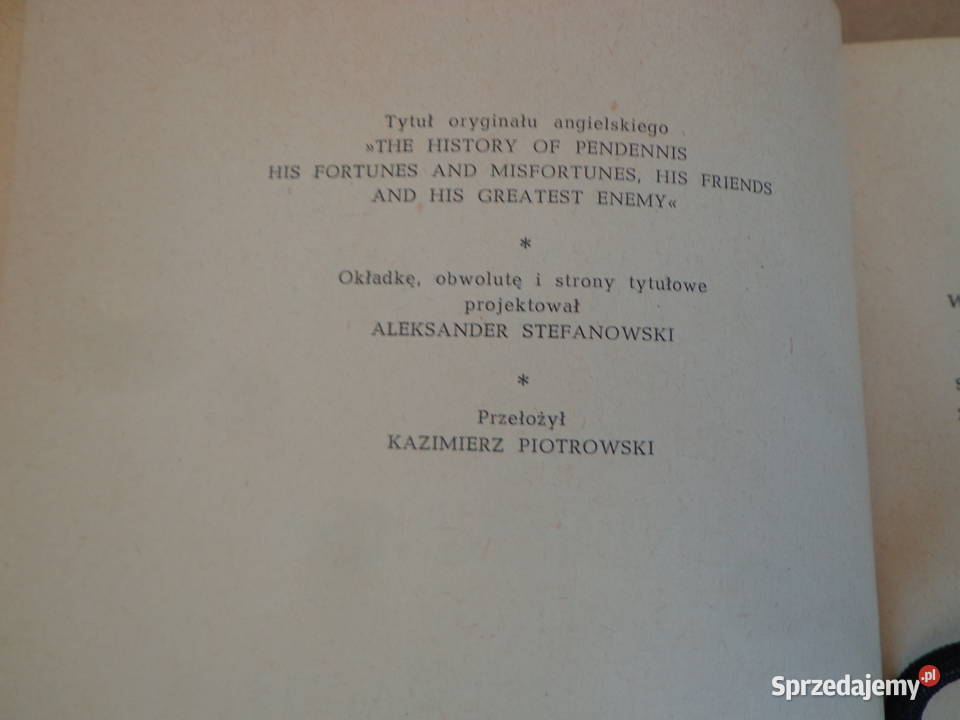 Tytuł oryginału angielskiego
»THE HISTORY OF PENDENNIS
HIS FORTUNES AND MISFORTUNES, HIS FRIENDS
AND HIS GREATEST ENEMY«
*
Okładkę, obwolutę i strony tytułowe
projektował
ALEKSANDER STEFANOWSKI
*
Przełożył
KAZIMIERZ PIOTROWSKI
Sprzedajemy.pl